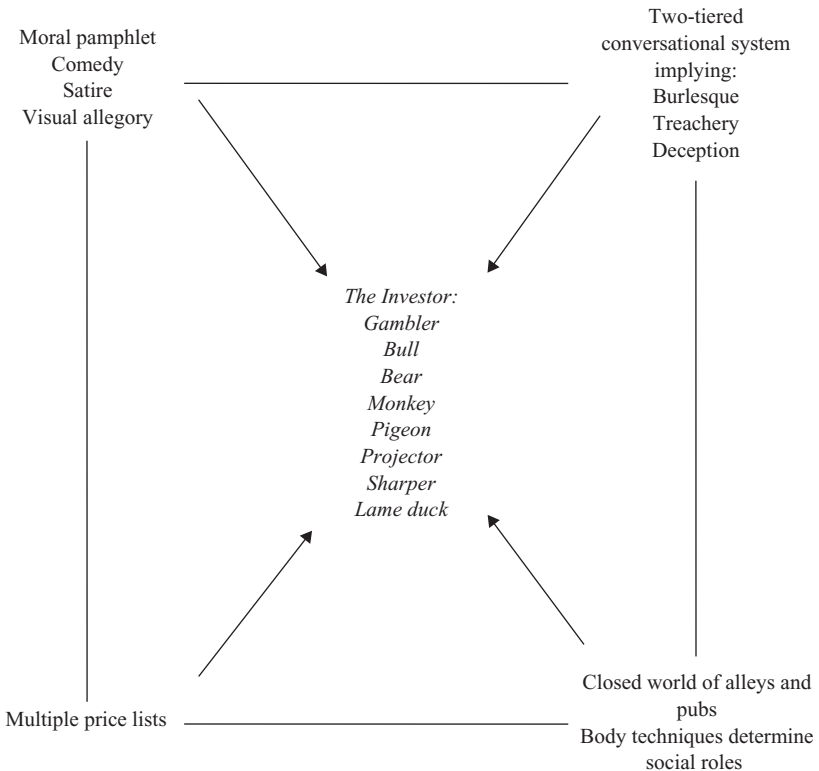 Moral pamphlet
Comedy
Satire
Visual allegory
Two-tiered
conversational system
implying:
Burlesque
Treachery
Deception
The Investor:
Gambler
Bull
Bear
Monkey
Pigeon
Projector
Sharper
Lame duck
Multiple price lists
Closed world of alleys and
pubs
Body techniques determine
social roles